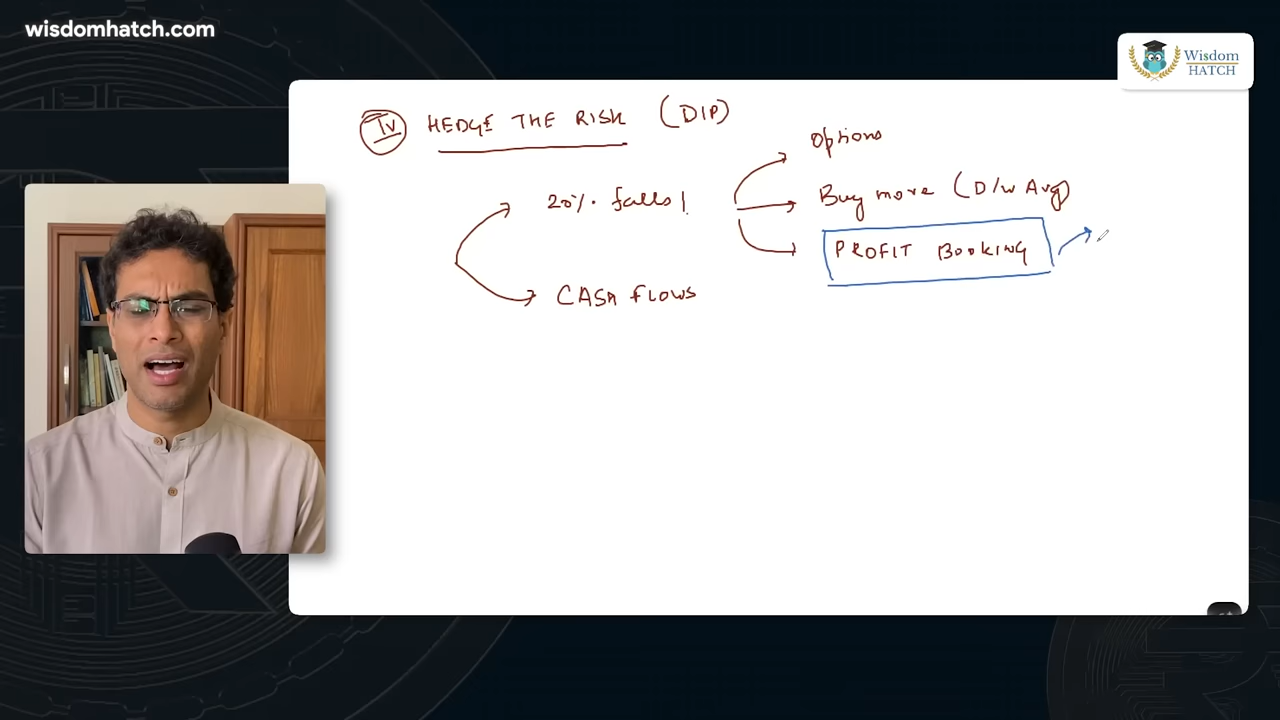 wisdomhatch.com
Wisdom
HATCH
IV HEDGE THE RISK (DIP)
Options
20% falls!
Buy more (D/w Avg)
PROFIT BOOKING
CASH FLOWS